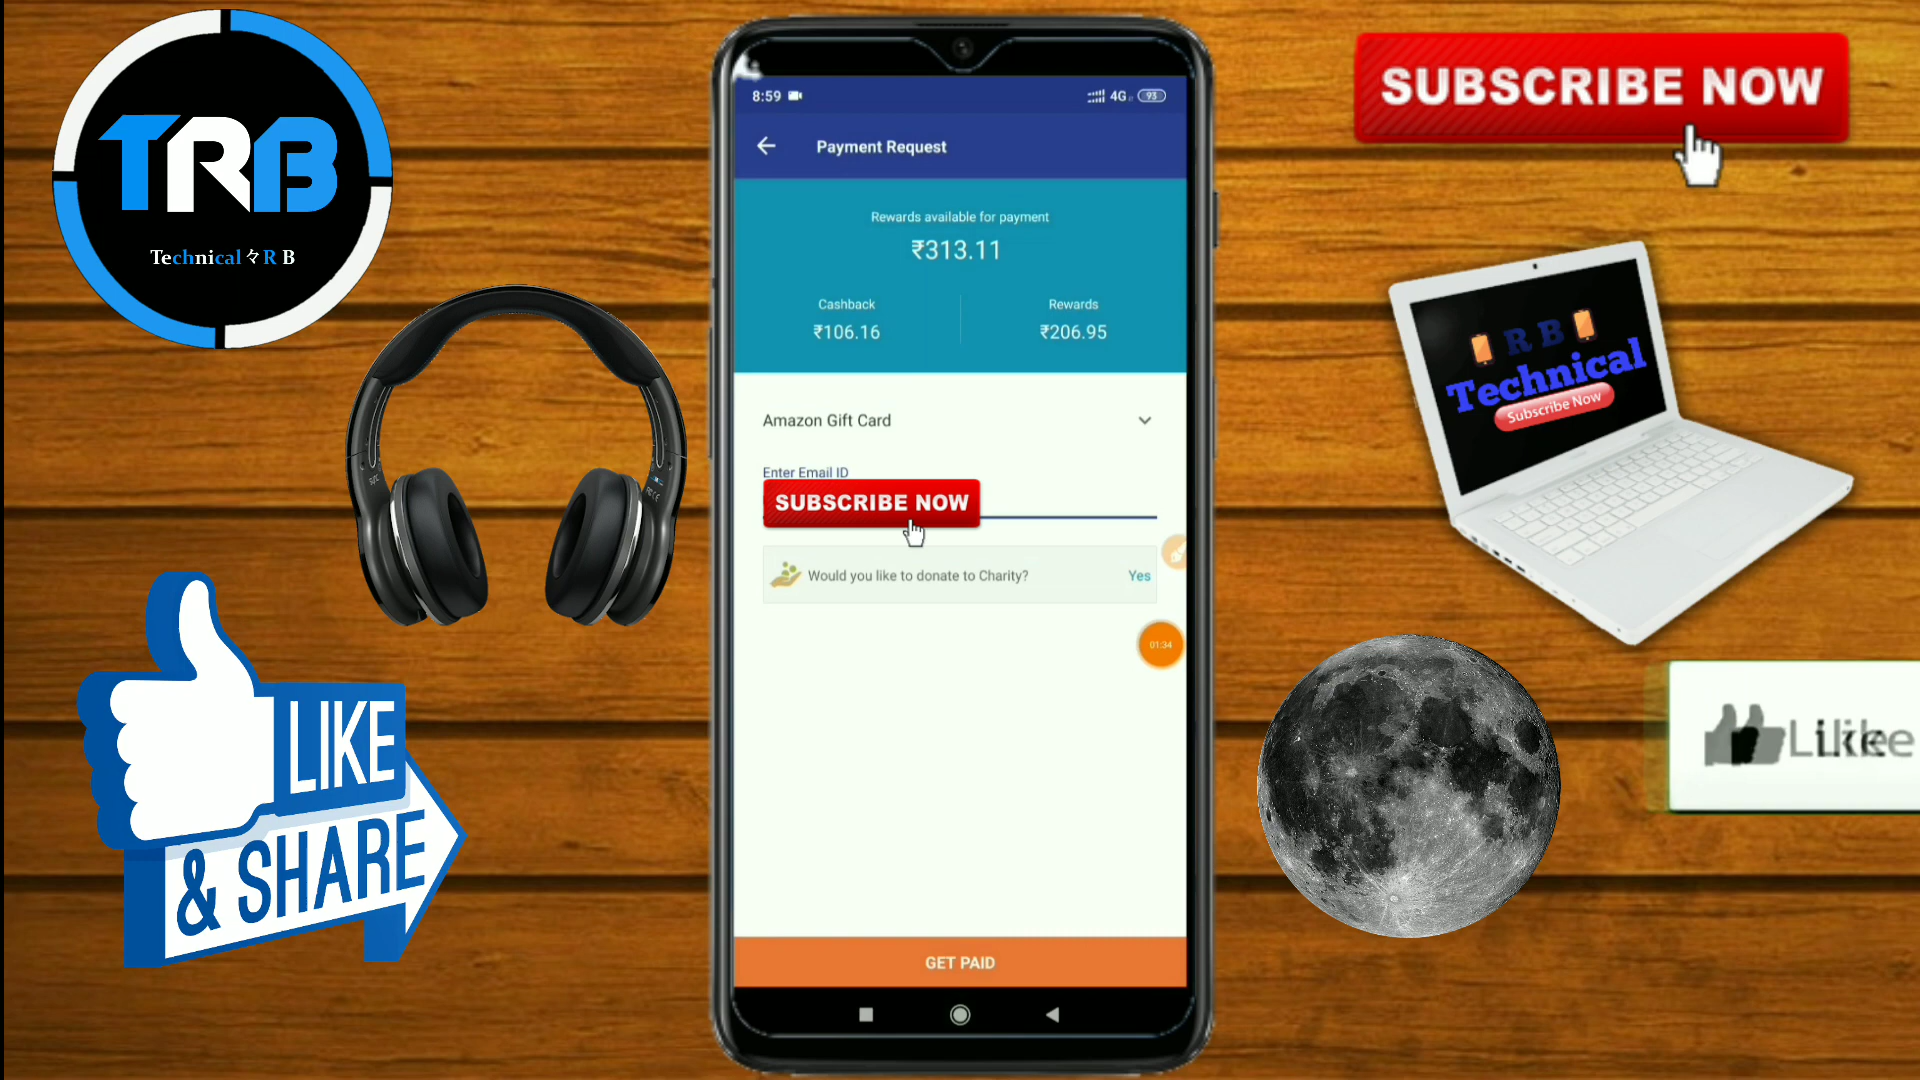 TRB
Technical々R B
SUBSCRIBE NOW
8:59
4G
93
Payment Request
Rewards available for payment
₹313.11
Cashback
Rewards
₹106.16
₹206.95
Amazon Gift Card
Enter Email ID
SUBSCRIBE NOW
Would you like to donate to Charity?
Yes
01:34
GET PAID
R B
Technical
Subscribe Now
LIKE
& SHARE
Like